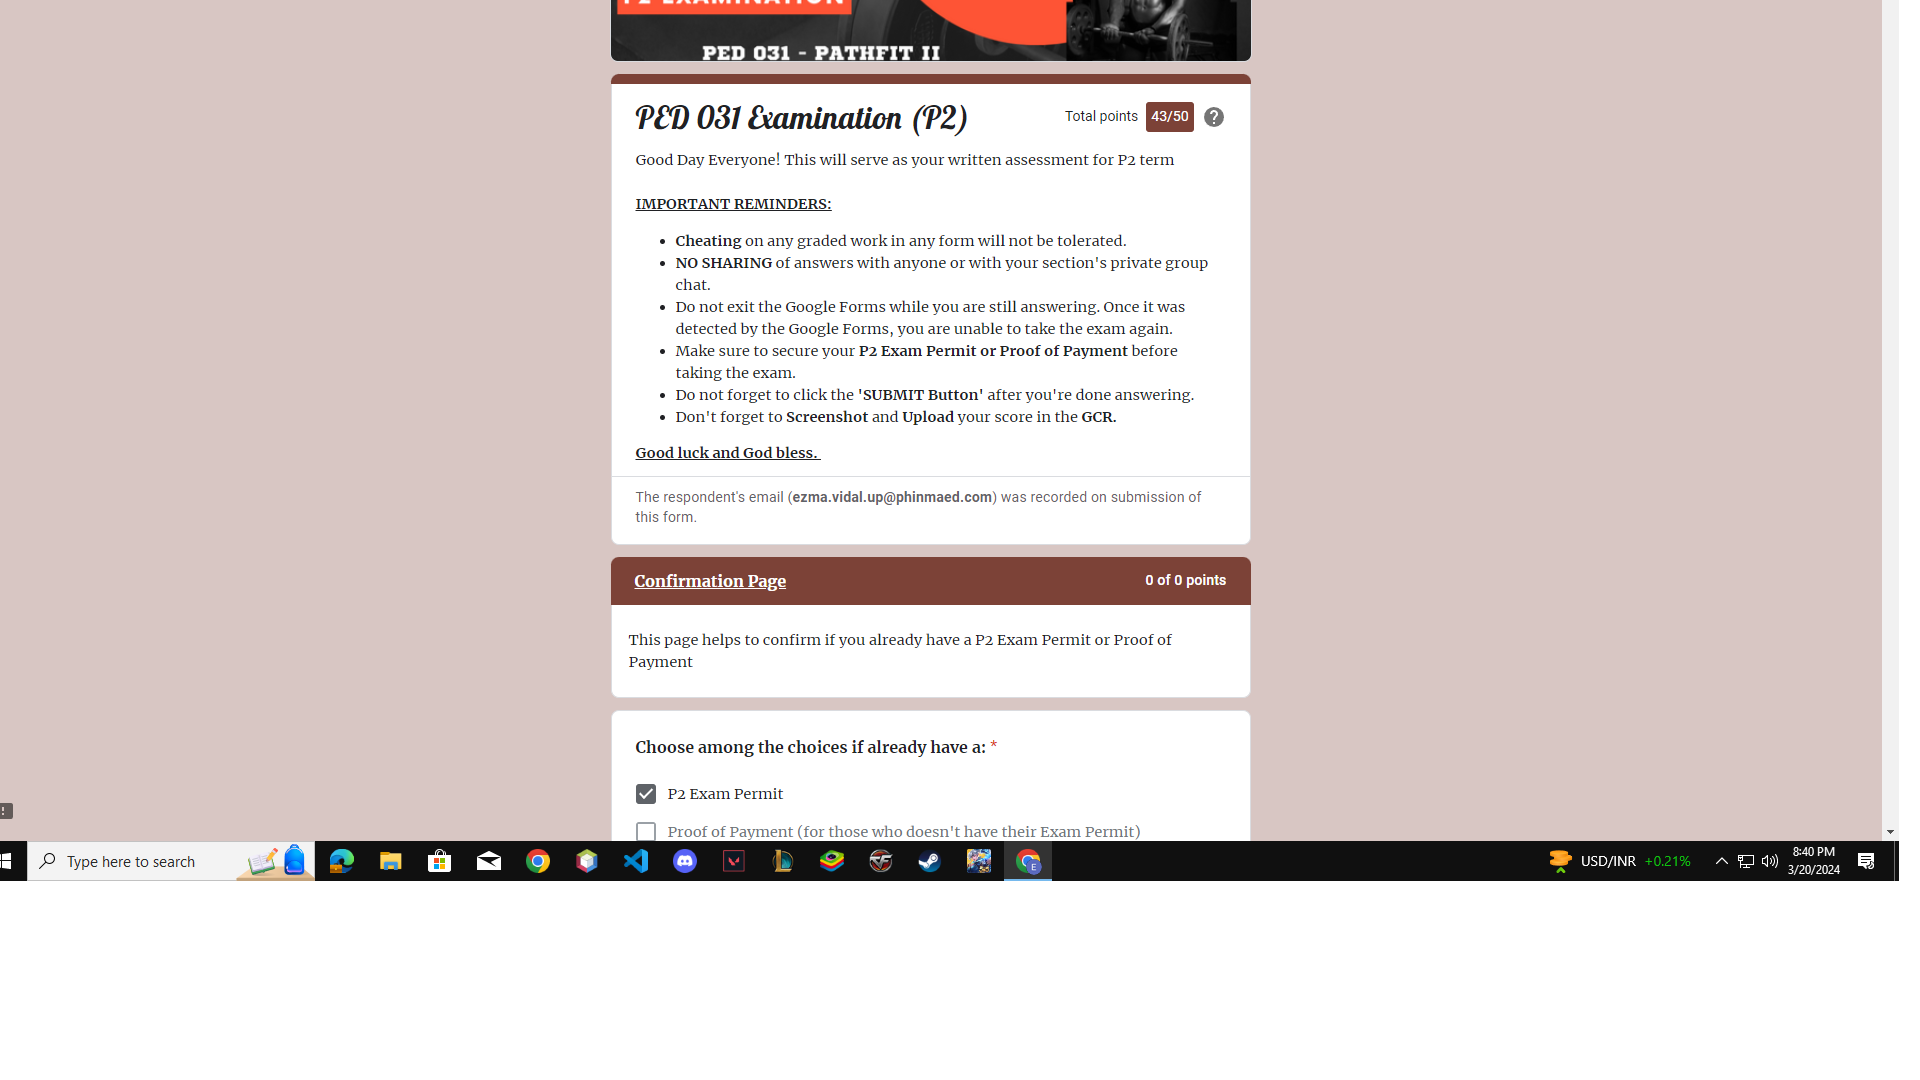 P2 EXAMINATION
PED 031 - PATHFIT II
PED 031 Examination (P2)
Total points 43/50 ?
Good Day Everyone! This will serve as your written assessment for P2 term
IMPORTANT REMINDERS:
• Cheating on any graded work in any form will not be tolerated.
• NO SHARING of answers with anyone or with your section's private group
chat.
• Do not exit the Google Forms while you are still answering. Once it was
detected by the Google Forms, you are unable to take the exam again.
• Make sure to secure your P2 Exam Permit or Proof of Payment before
taking the exam.
• Do not forget to click the 'SUBMIT Button' after you're done answering.
• Don't forget to Screenshot and Upload your score in the GCR.
Good luck and God bless.
The respondent's email (ezma.vidal.up@phinmaed.com) was recorded on submission of
this form.
Confirmation Page
0 of 0 points
This page helps to confirm if you already have a P2 Exam Permit or Proof of
Payment
Choose among the choices if already have a: *
P2 Exam Permit
Proof of Payment (for those who doesn't have their Exam Permit)
Type here to search
USD/INR +0.21%
8:40 PM
3/20/2024